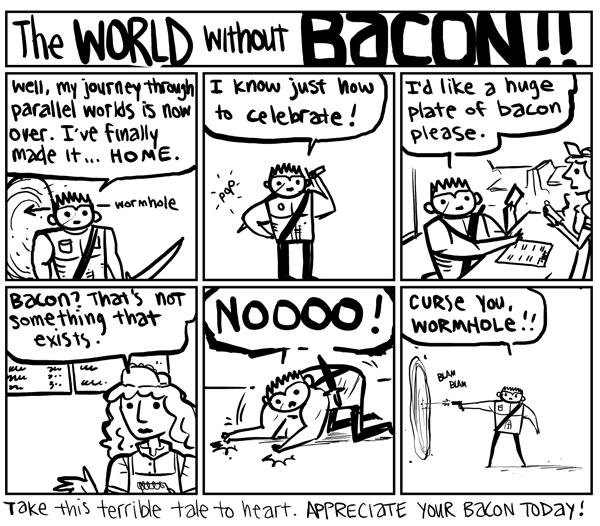 The WORLD without BACON!!
Well, my journey through
parallel worlds is now
over. I've finally
made it... HOME.
wormhole
I know just how
to celebrate!
POP
I'd like a huge
plate of bacon
please.
Bacon? That's not
something that
exists.
NOOOO!
CURSE YOU,
WORMHOLE!!
BLAM
BLAM
Take this terrible tale to heart. APPRECIATE YOUR BACON TODAY!